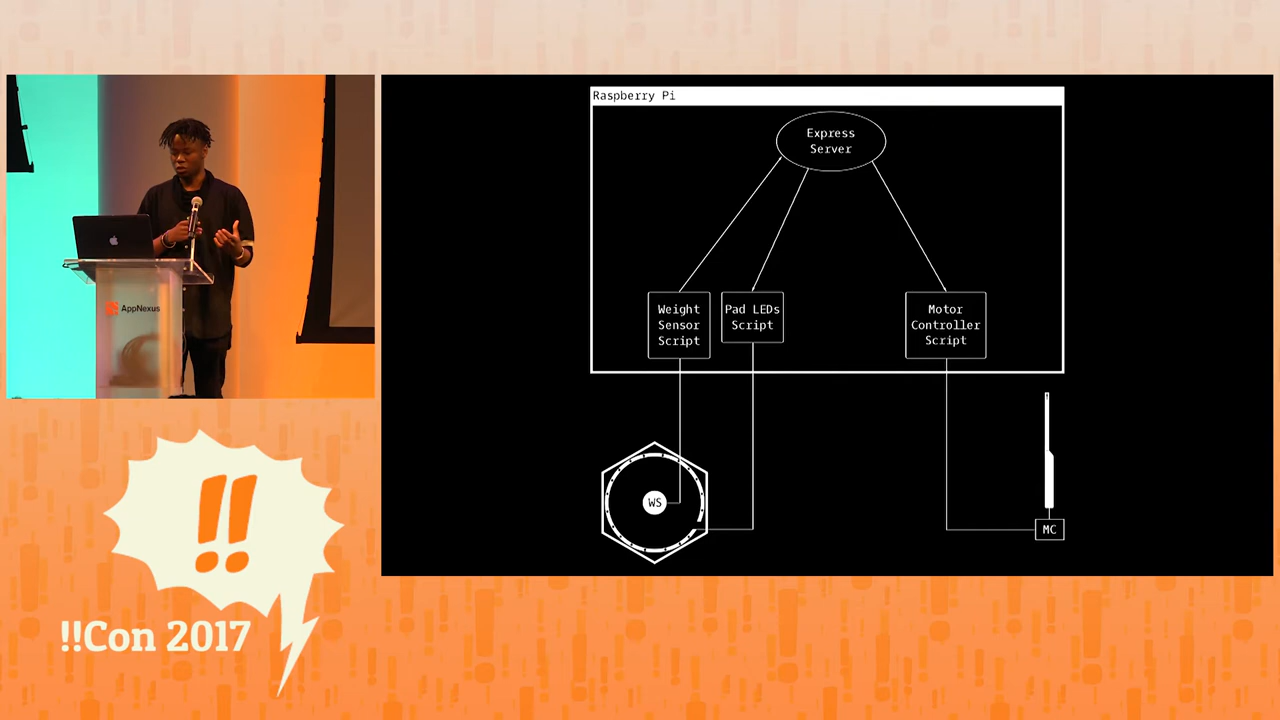 Raspberry Pi
Express
Server
Weight
Sensor
Script
Pad LEDs
Script
Motor
Controller
Script
WS
MC
AppNexus
!!
!!Con 2017